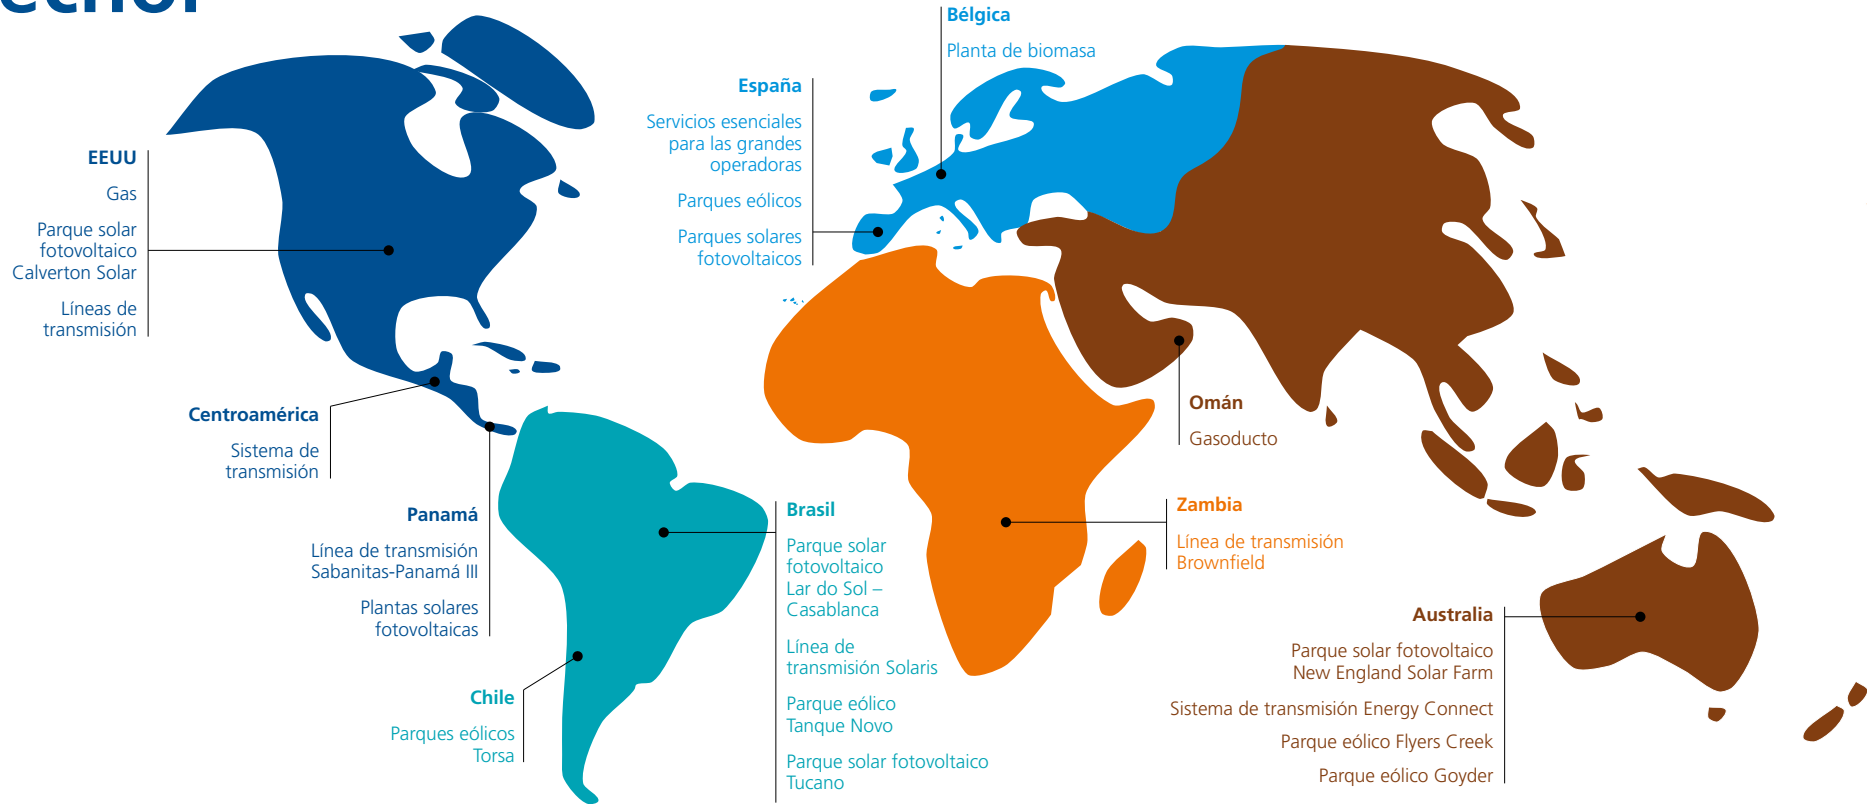 EEUU
Gas
Parque solar
fotovoltaico
Calverton Solar
Líneas de
transmisión
Centroamérica
Sistema de
transmisión
Panamá
Línea de transmisión
Sabanitas-Panamá III
Plantas solares
fotovoltaicas
Chile
Parques eólicos
Torsa
Brasil
Parque solar
fotovoltaico
Lar do Sol –
Casablanca
Línea de
transmisión Solaris
Parque eólico
Tanque Novo
Parque solar fotovoltaico
Tucano
España
Servicios esenciales
para las grandes
operadoras
Parques eólicos
Parques solares
fotovoltaicos
Bélgica
Planta de biomasa
Omán
Gasoducto
Zambia
Línea de transmisión
Brownfield
Australia
Parque solar fotovoltaico
New England Solar Farm
Sistema de transmisión Energy Connect
Parque eólico Flyers Creek
Parque eólico Goyder